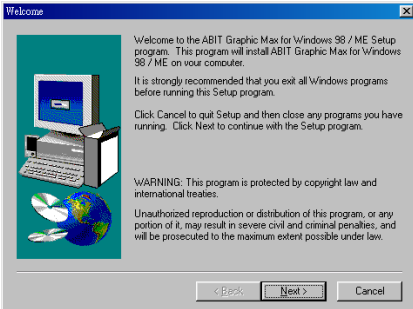 Welcome
Welcome to the ABIT Graphic Max for Windows 98 / ME Setup
program. This program will install ABIT Graphic Max for Windows
98 / ME on your computer.
It is strongly recommended that you exit all Windows programs
before running this Setup program.
Click Cancel to quit Setup and then close any programs you have
running. Click Next to continue with the Setup program.
WARNING: This program is protected by copyright law and
international treaties.
Unauthorized reproduction or distribution of this program, or any
portion of it, may result in severe civil and criminal penalties, and
will be prosecuted to the maximum extent possible under law.
< Back
Next >
Cancel